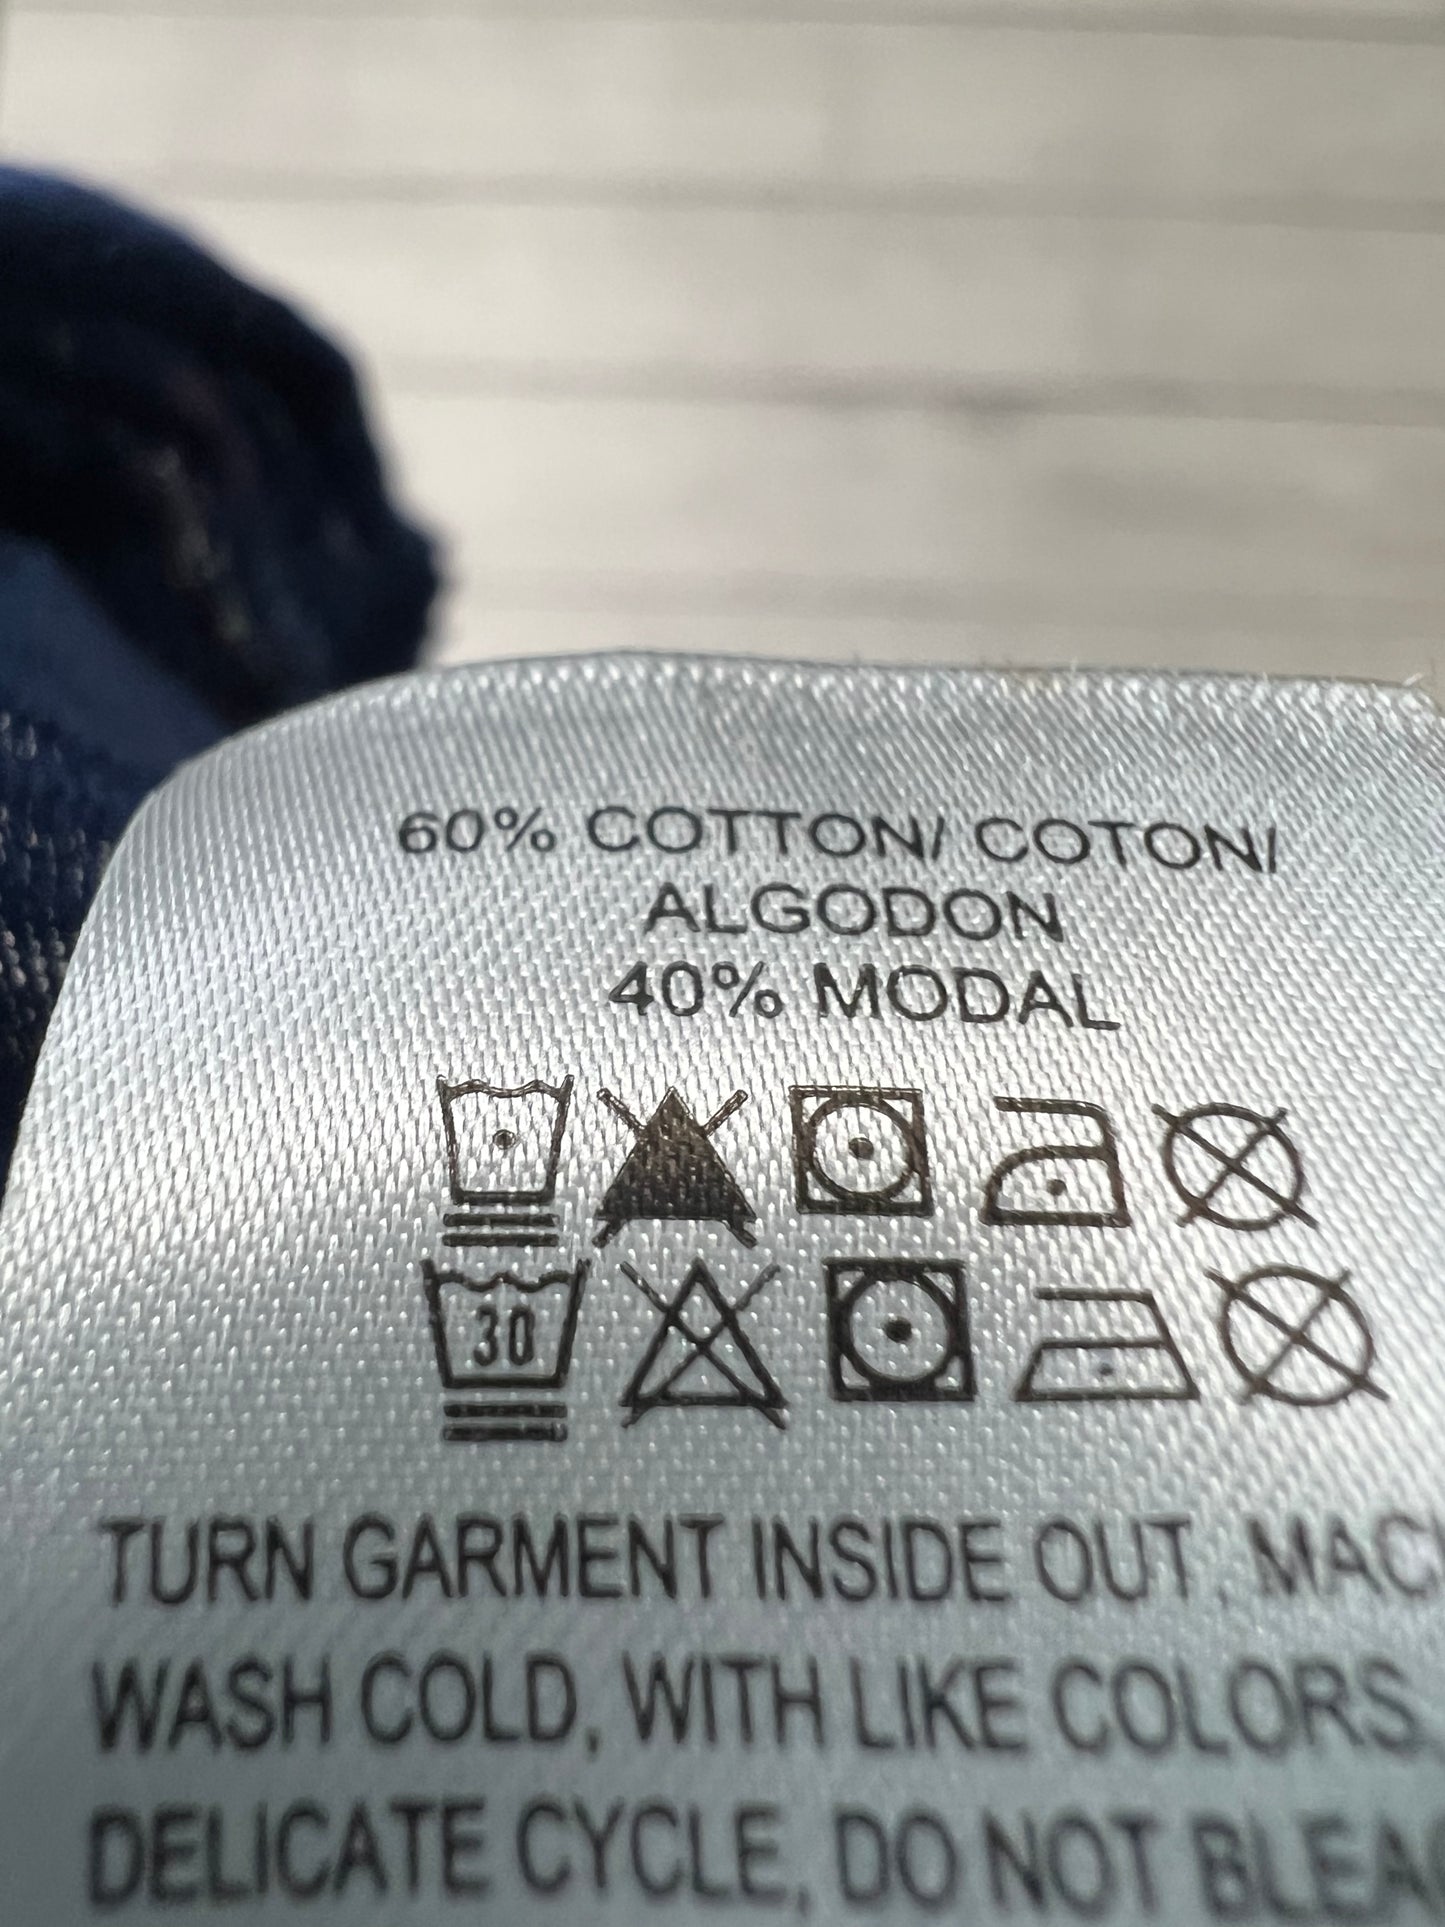 60% COTTON/ COTON/
ALGODON
40% MODAL
30
TURN GARMENT INSIDE OUT,
WASH COLD, WITH LIKE COLORS
DELICATE CYCLE, DO NOT